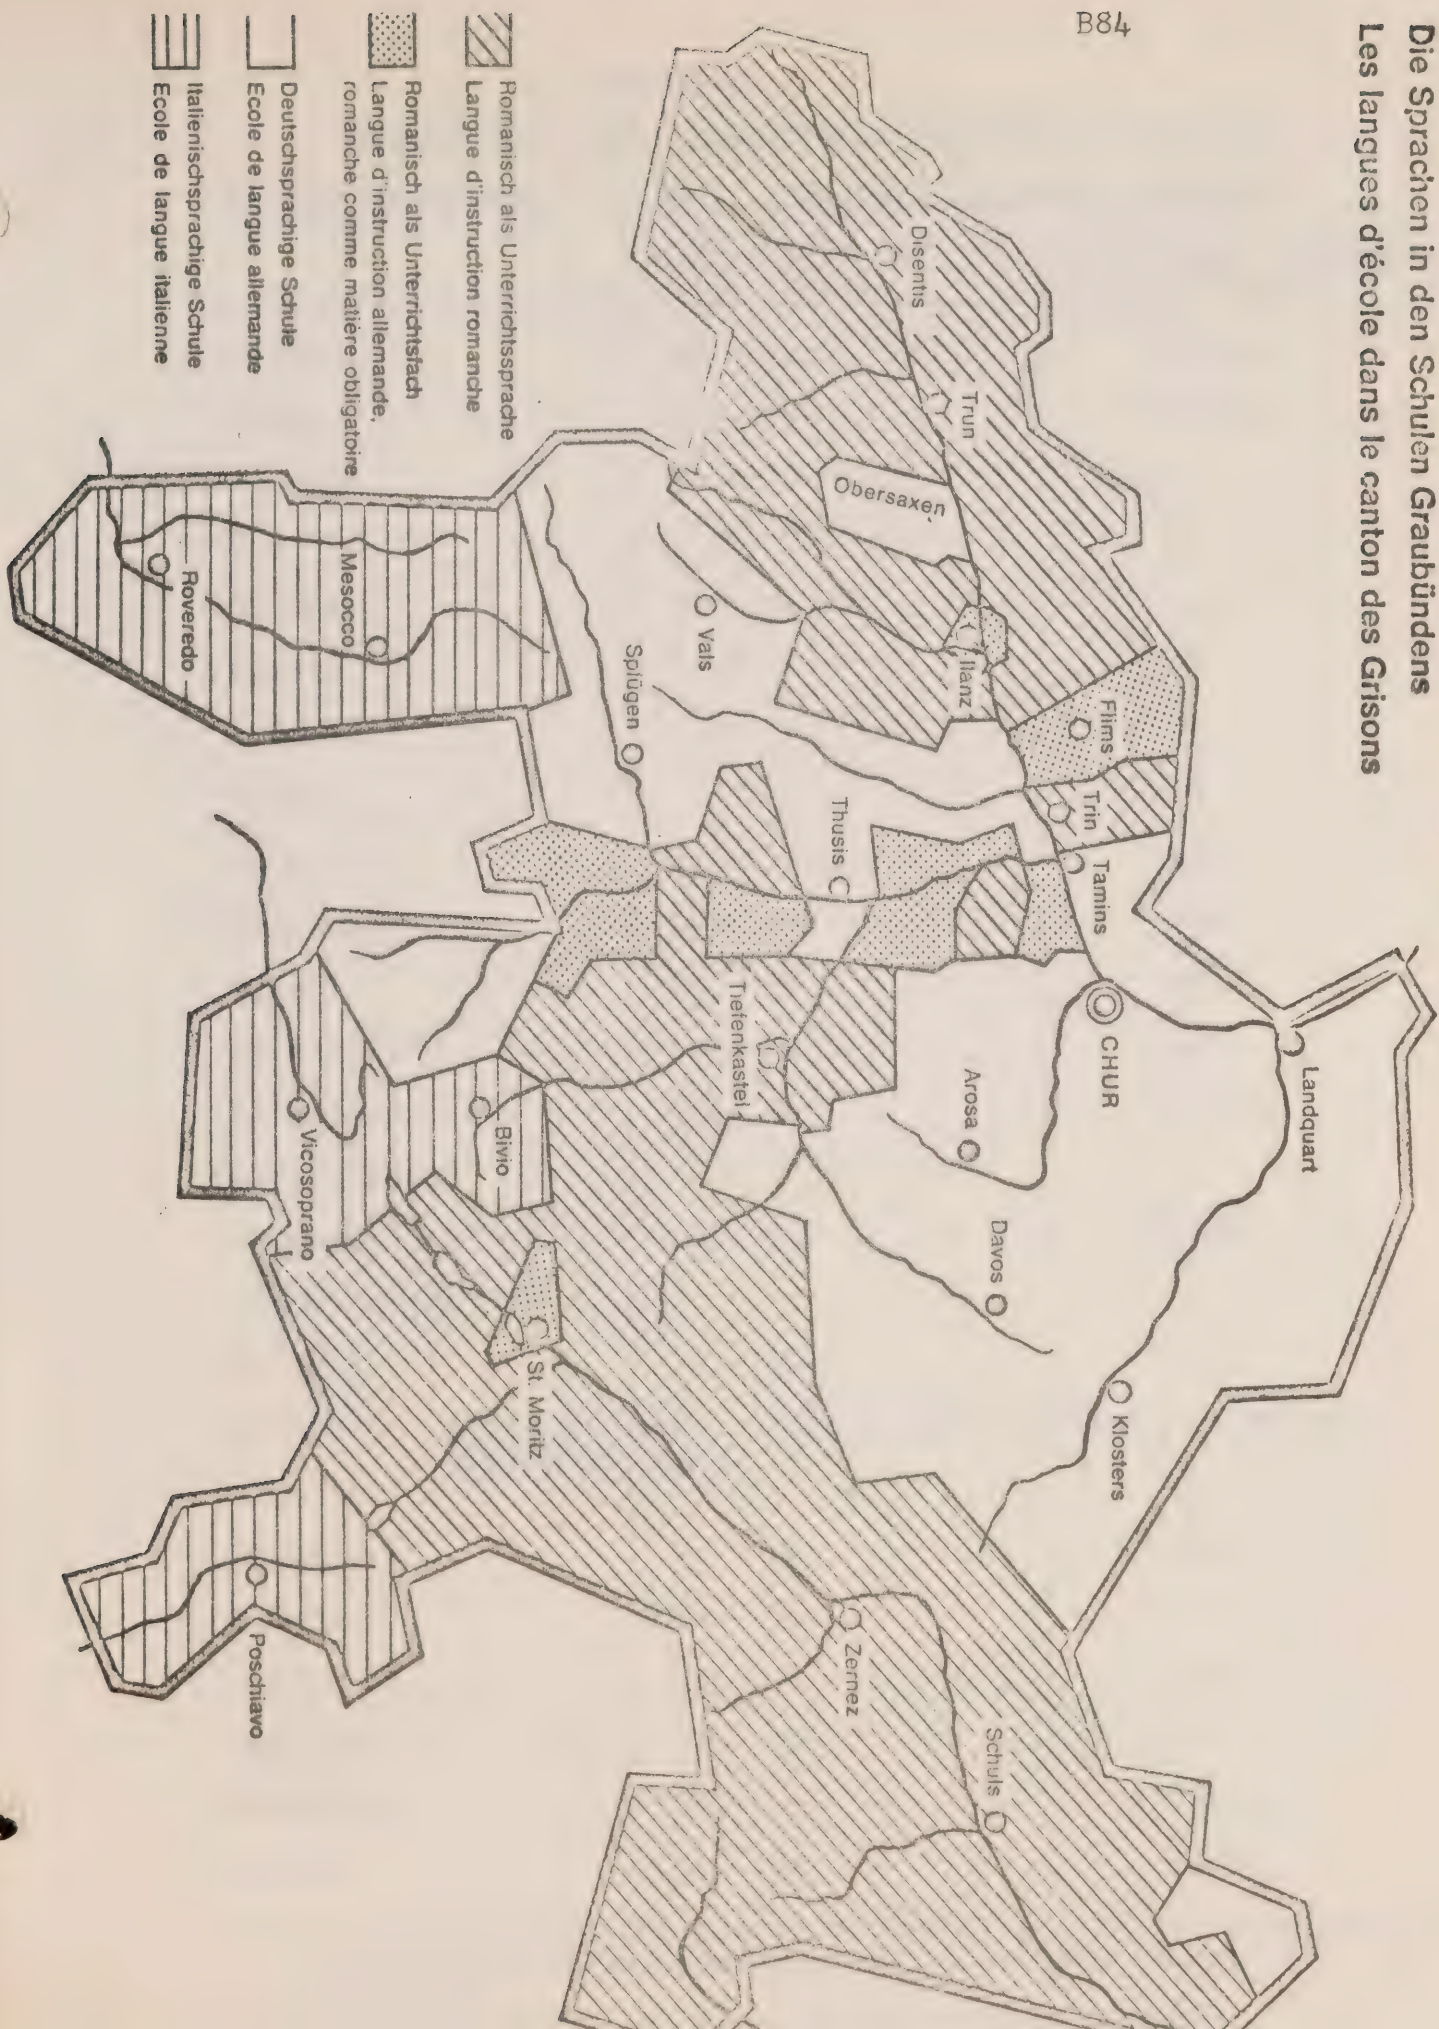 B84
Die Sprachen in den Schulen Graubündens
Les langues d'école dans le canton des Grisons
Landquart
CHUR
Klosters
Tamins
Trin
Flims
Arosa
Davos
Schuls
Ilanz
Trun
Disentis
Obersaxen
Thusis
Zernez
Vals
Tiefenkastel
Splügen
St. Moritz
Bivio
Mesocco
Vicosoprano
Poschiavo
Roveredo
Romanisch als Unterrichtssprache
Langue d'instruction romanche
Romanisch als Unterrichtsfach
Langue d'instruction allemande,
romanche comme matière obligatoire
Deutschsprachige Schule
Ecole de langue allemande
Italienischsprachige Schule
Ecole de langue italienne